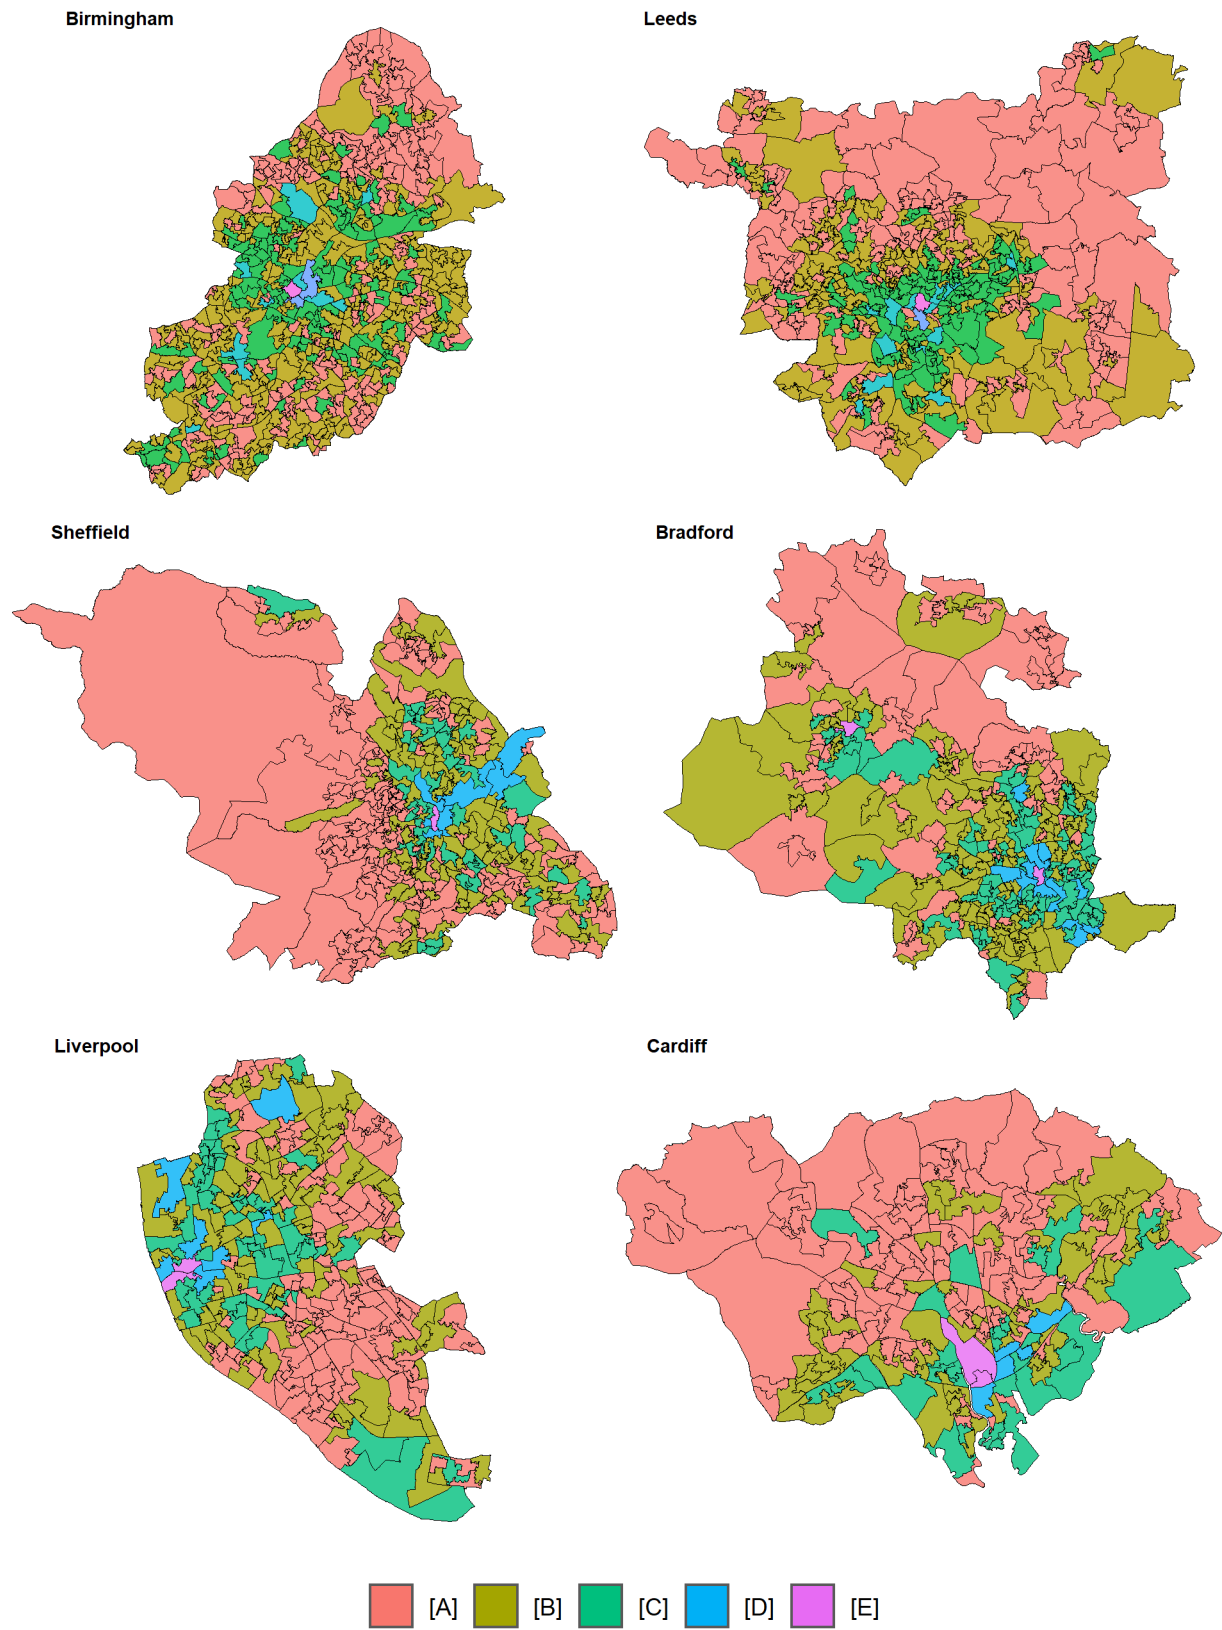 Birmingham
Leeds
Sheffield
Bradford
Liverpool
Cardiff
[A] [B] [C] [D] [E]